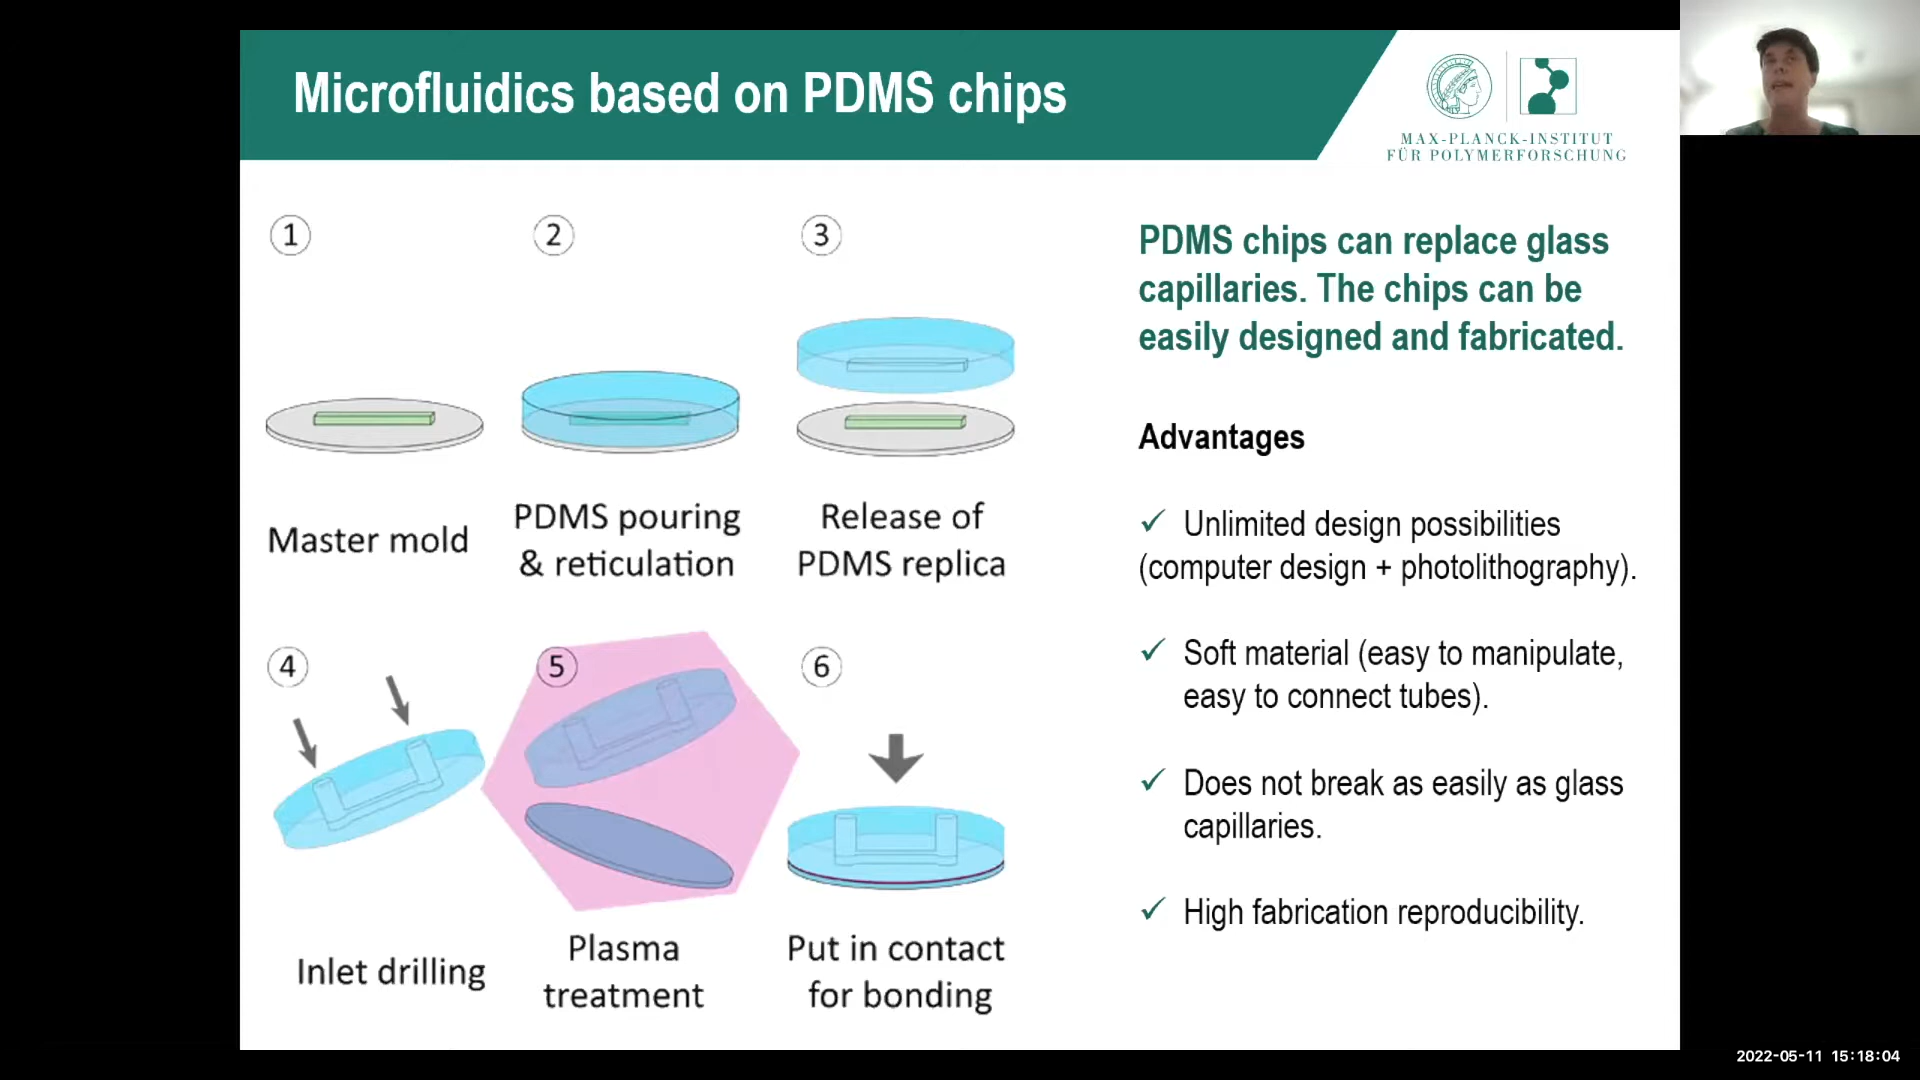 Microfluidics based on PDMS chips
MAX-PLANCK-INSTITUT
FÜR POLYMERFORSCHUNG
1
2
3
Master mold
PDMS pouring
& reticulation
Release of
PDMS replica
4
5
6
Inlet drilling
Plasma
treatment
Put in contact
for bonding
PDMS chips can replace glass
capillaries. The chips can be
easily designed and fabricated.
Advantages
✓ Unlimited design possibilities
(computer design + photolithography).
✓ Soft material (easy to manipulate,
easy to connect tubes).
✓ Does not break as easily as glass
capillaries.
✓ High fabrication reproducibility.
2022-05-11 15:18:04